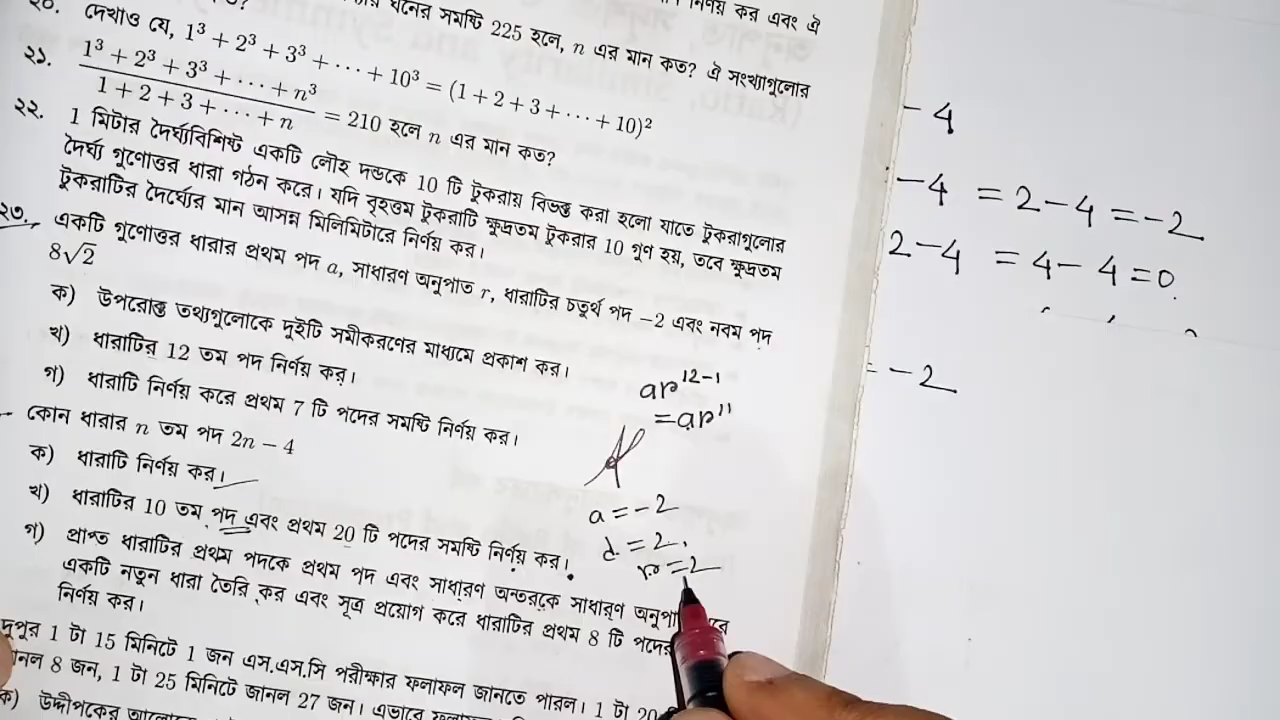 নির্ণয় কর এবং ঐ
ঘনের সমষ্টি 225 হলে, n এর মান কত? ঐ সংখ্যাগুলোর
২০. দেখাও যে, 1³ + 2³ + 3³ + ··· + 10³ = (1 + 2 + 3 + ··· + 10)²
২১. (1³ + 2³ + 3³ + ··· + n³)/(1 + 2 + 3 + ··· + n) = 210 হলে n এর মান কত?
২২. 1 মিটার দৈর্ঘ্যবিশিষ্ট একটি লৌহ দন্ডকে 10 টি টুকরায় বিভক্ত করা হলো যাতে টুকরাগুলোর
দৈর্ঘ্য গুণোত্তর ধারা গঠন করে। যদি বৃহত্তম টুকরাটি ক্ষুদ্রতম টুকরার 10 গুণ হয়, তবে ক্ষুদ্রতম
টুকরাটির দৈর্ঘ্যের মান আসন্ন মিলিমিটারে নির্ণয় কর।
২৩. একটি গুণোত্তর ধারার প্রথম পদ a, সাধারণ অনুপাত r, ধারাটির চতুর্থ পদ −2 এবং নবম পদ
8√2
ক) উপরোক্ত তথ্যগুলোকে দুইটি সমীকরণের মাধ্যমে প্রকাশ কর।
খ) ধারাটির 12 তম পদ নির্ণয় কর।
গ) ধারাটি নির্ণয় করে প্রথম 7 টি পদের সমষ্টি নির্ণয় কর।
কোন ধারার n তম পদ 2n − 4
ক) ধারাটি নির্ণয় কর।
খ) ধারাটির 10 তম পদ এবং প্রথম 20 টি পদের সমষ্টি নির্ণয় কর।
গ) প্রাপ্ত ধারাটির প্রথম পদকে প্রথম পদ এবং সাধারণ অন্তরকে সাধারণ
একটি নতুন ধারা তৈরি কর এবং সূত্র প্রয়োগ করে ধারাটির প্রথম 8 টি পদের
নির্ণয় কর।
দুপুর 1 টা 15 মিনিটে 1 জন এস.এস.সি পরীক্ষার ফলাফল জানতে পারল। 1 টা 20
8 জন, 1 টা 25 মিনিটে জানল 27 জন। এভাবে
ক) উদ্দীপকের
ar¹²⁻¹
= ar¹¹
a = −2
d = 2
r = 2
− 4
− 4 = 2 − 4 = −2
2 − 4 = 4 − 4 = 0
= −2